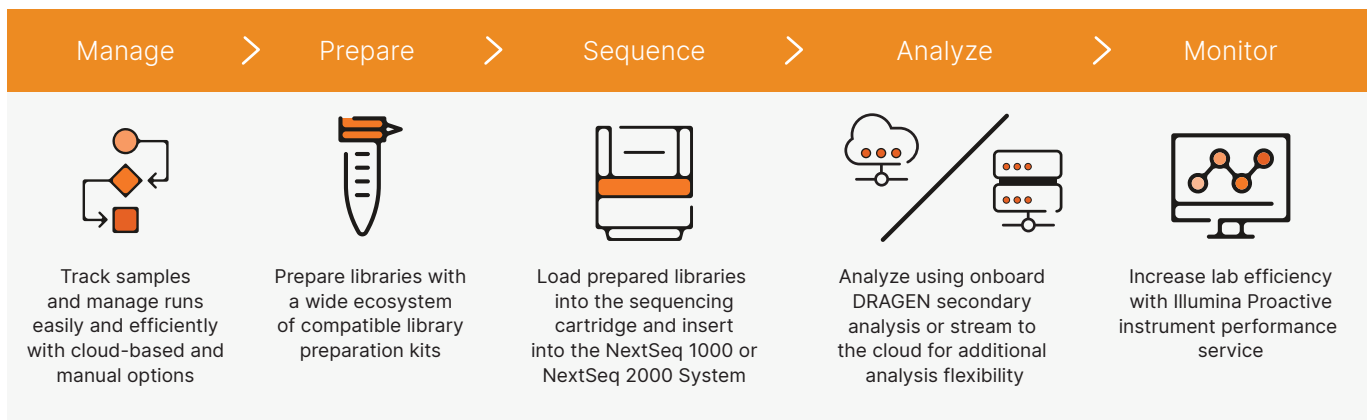 Manage
Prepare
Sequence
Analyze
Monitor
Track samples
and manage runs
easily and efficiently
with cloud-based and
manual options
Prepare libraries with
a wide ecosystem
of compatible library
preparation kits
Load prepared libraries
into the sequencing
cartridge and insert
into the NextSeq 1000 or
NextSeq 2000 System
Analyze using onboard
DRAGEN secondary
analysis or stream to
the cloud for additional
analysis flexibility
Increase lab efficiency
with Illumina Proactive
instrument performance
service